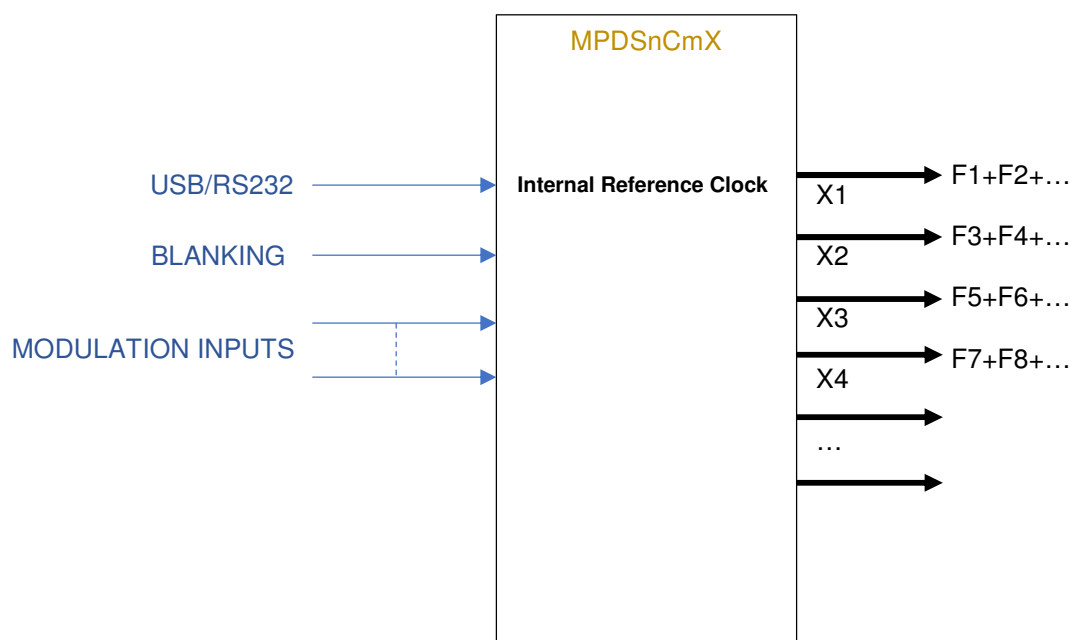 MPDSnCmX
USB/RS232
Internal Reference Clock
X1
F1+F2+…
BLANKING
X2
F3+F4+…
X3
F5+F6+…
MODULATION INPUTS
X4
F7+F8+…
…